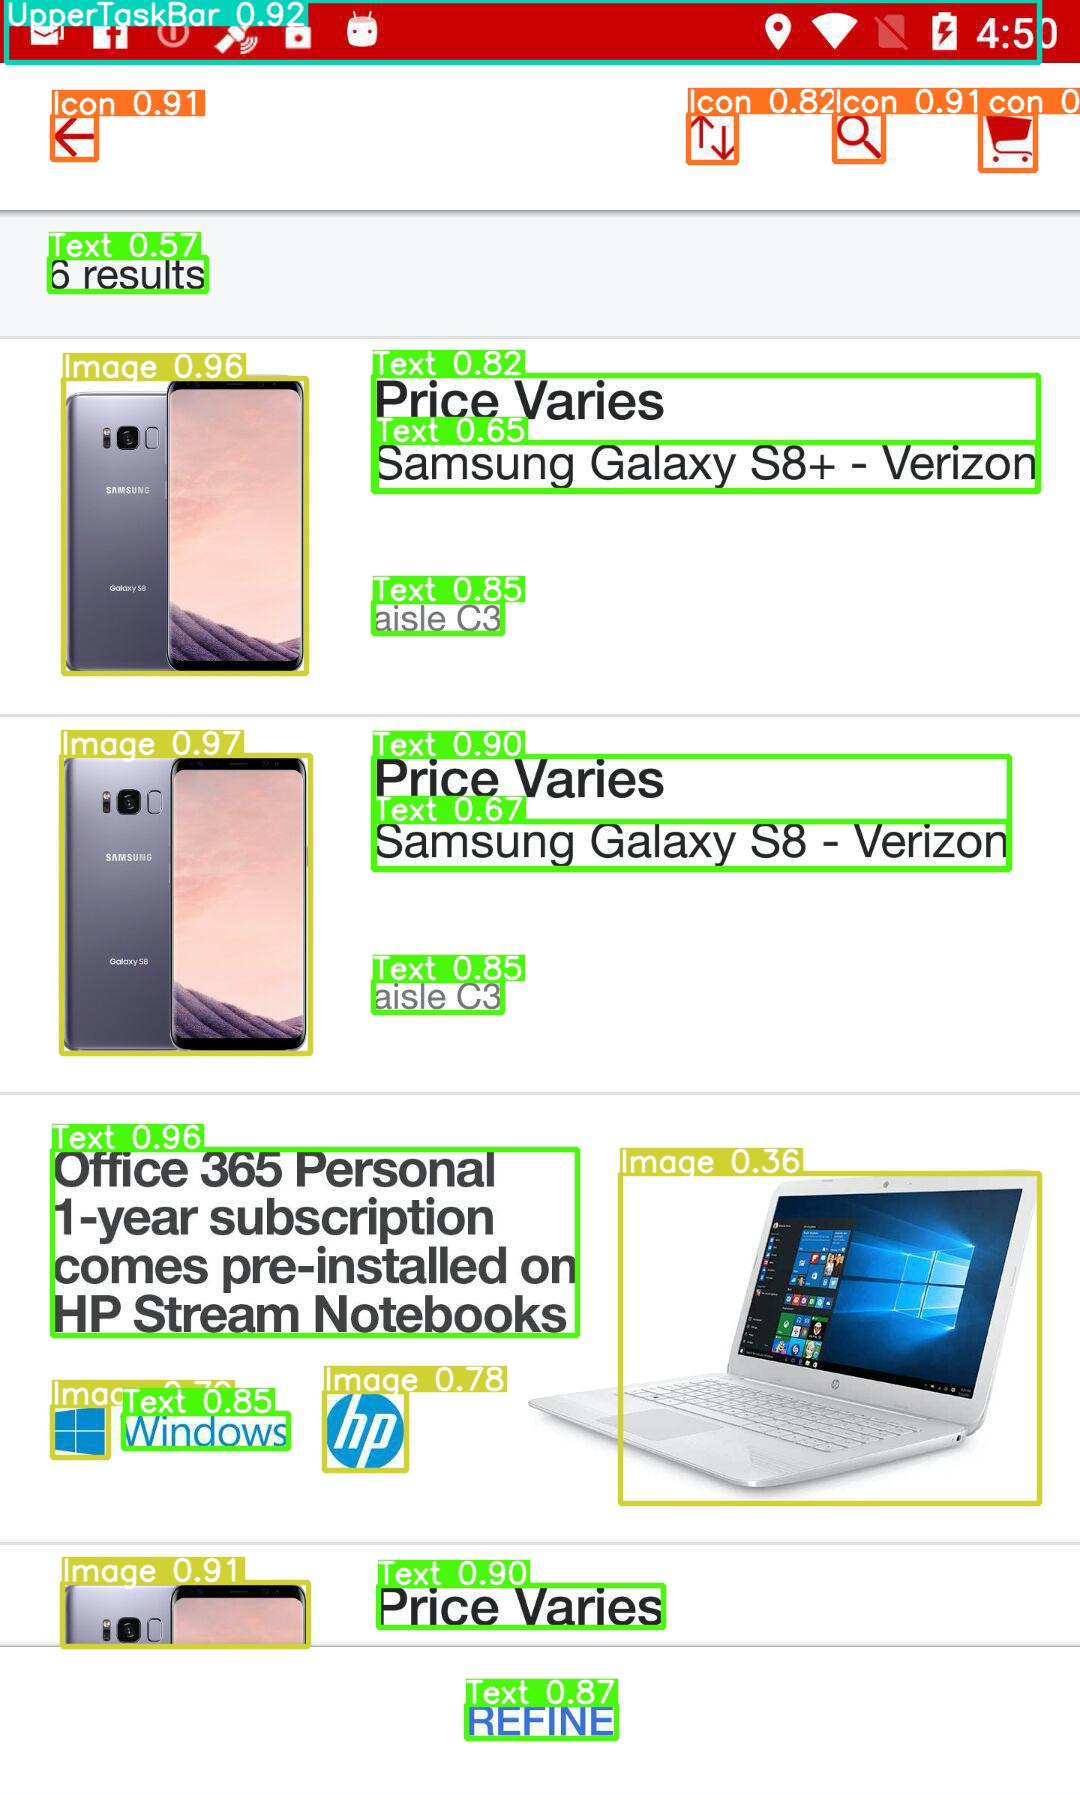 UpperTaskBar 0.92
4:50
Icon 0.91
Icon 0.82
Icon 0.91
con 0
Text 0.57
6 results
Image 0.96
Text 0.82
Price Varies
Text 0.65
Samsung Galaxy S8+ - Verizon
SAMSUNG
Galaxy S8
Text 0.85
aisle C3
Image 0.97
Text 0.90
Price Varies
Text 0.67
Samsung Galaxy S8 - Verizon
SAMSUNG
Galaxy S8
Text 0.85
aisle C3
Text 0.96
Office 365 Personal
1-year subscription
comes pre-installed on
HP Stream Notebooks
Image 0.36
Text 0.85
Windows
Image 0.78
hp
Image 0.91
Text 0.90
Price Varies
Text 0.87
REFINE